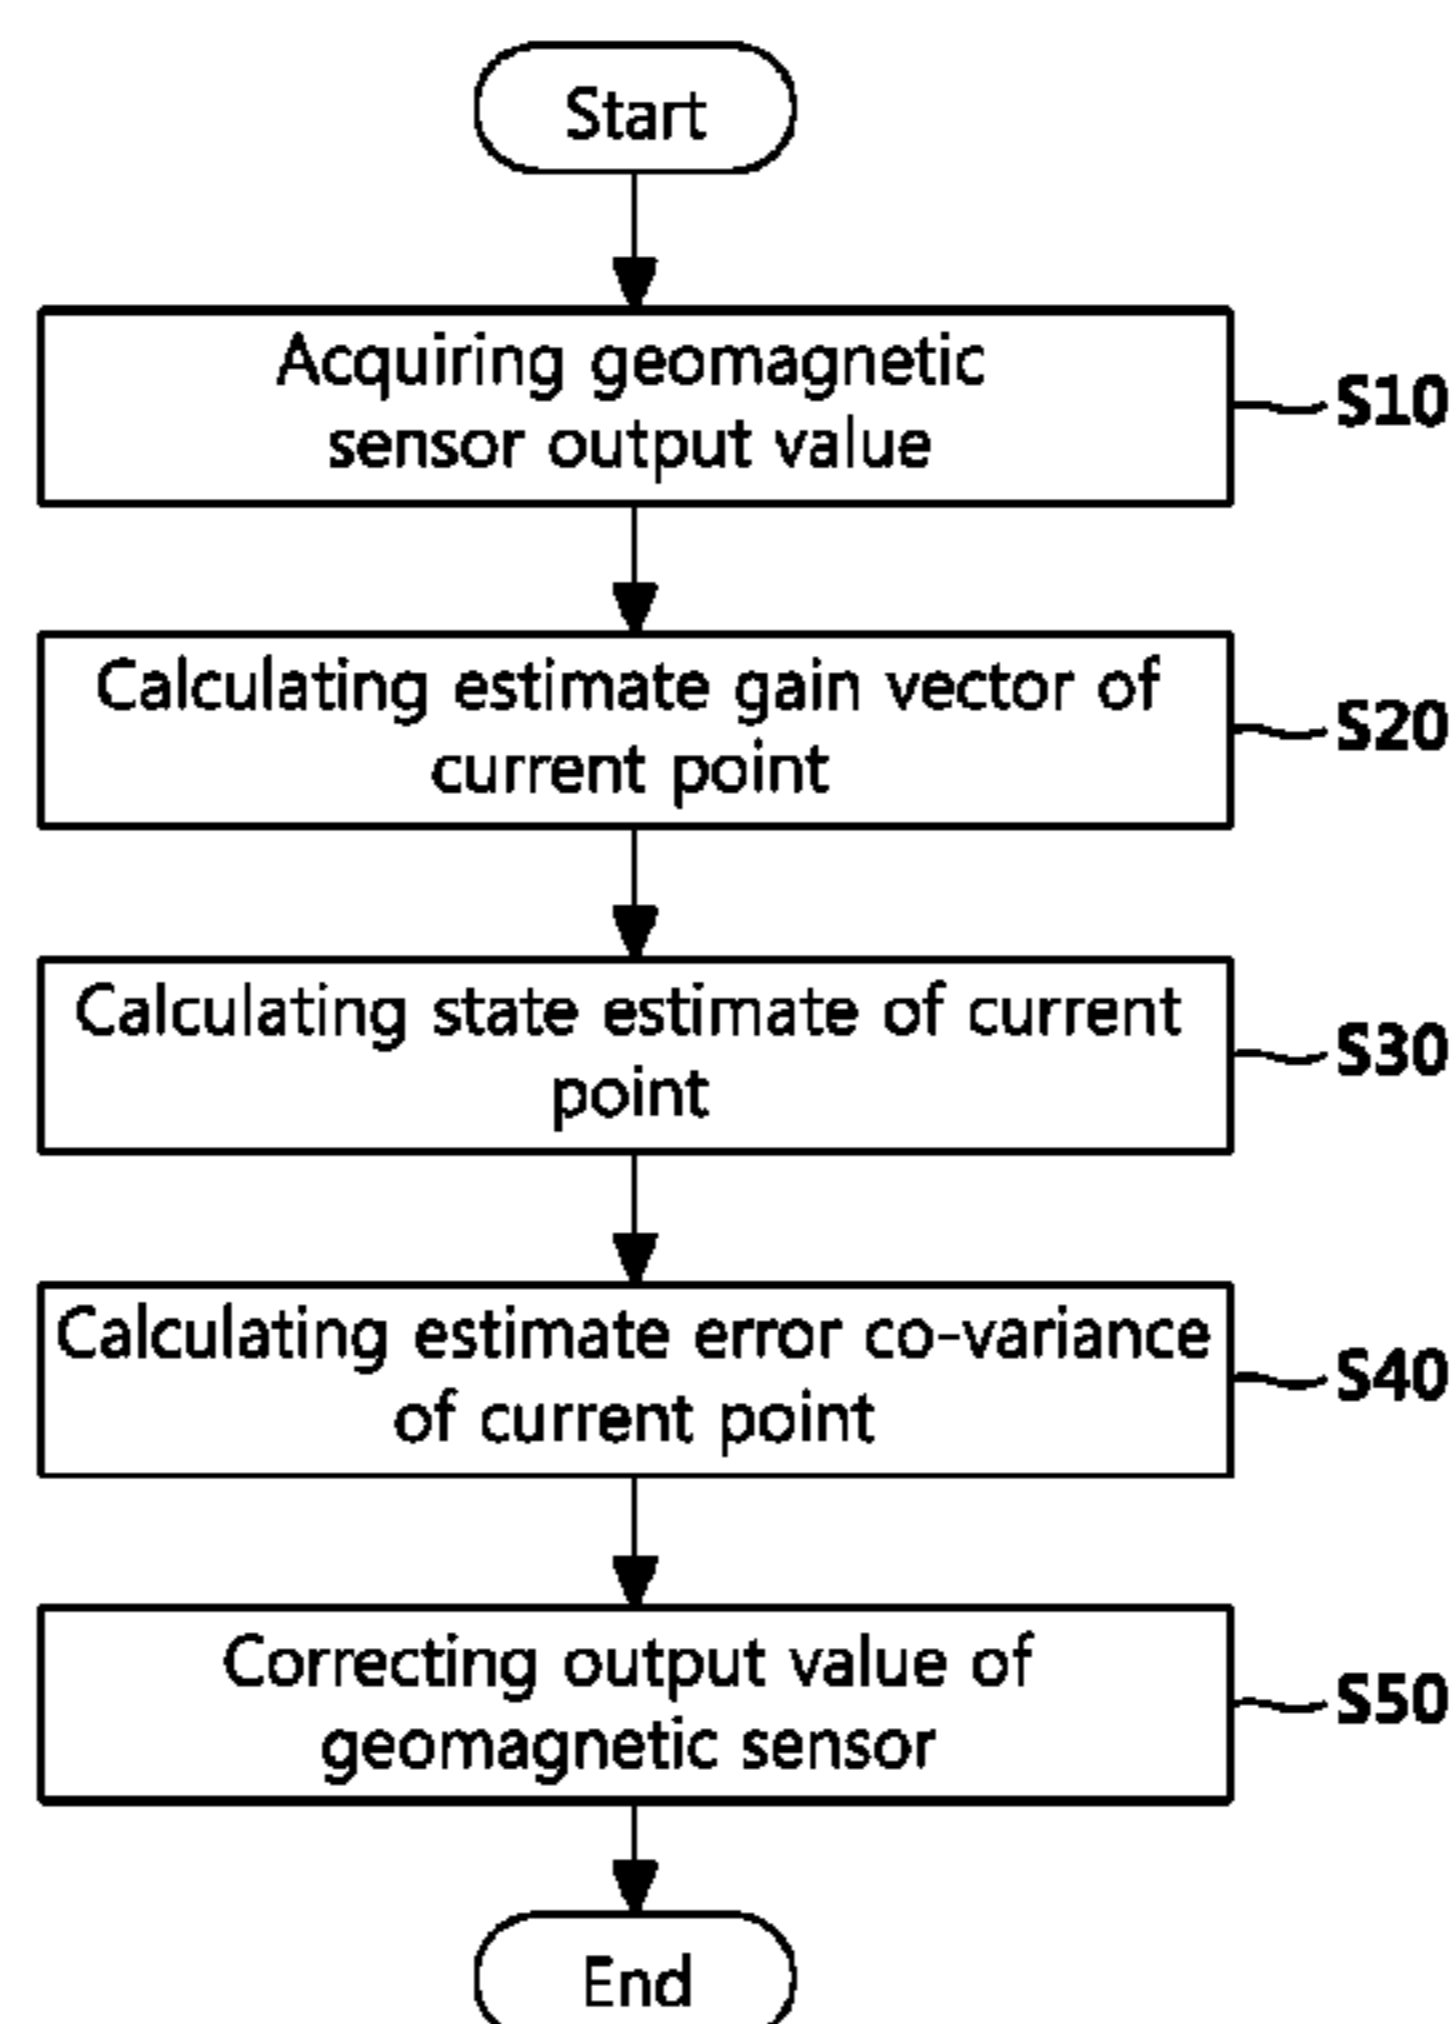 Start
Acquiring geomagnetic
sensor output value
S10
Calculating estimate gain vector of
current point
S20
Calculating state estimate of current
point
S30
Calculating estimate error co-variance
of current point
S40
Correcting output value of
geomagnetic sensor
S50
End